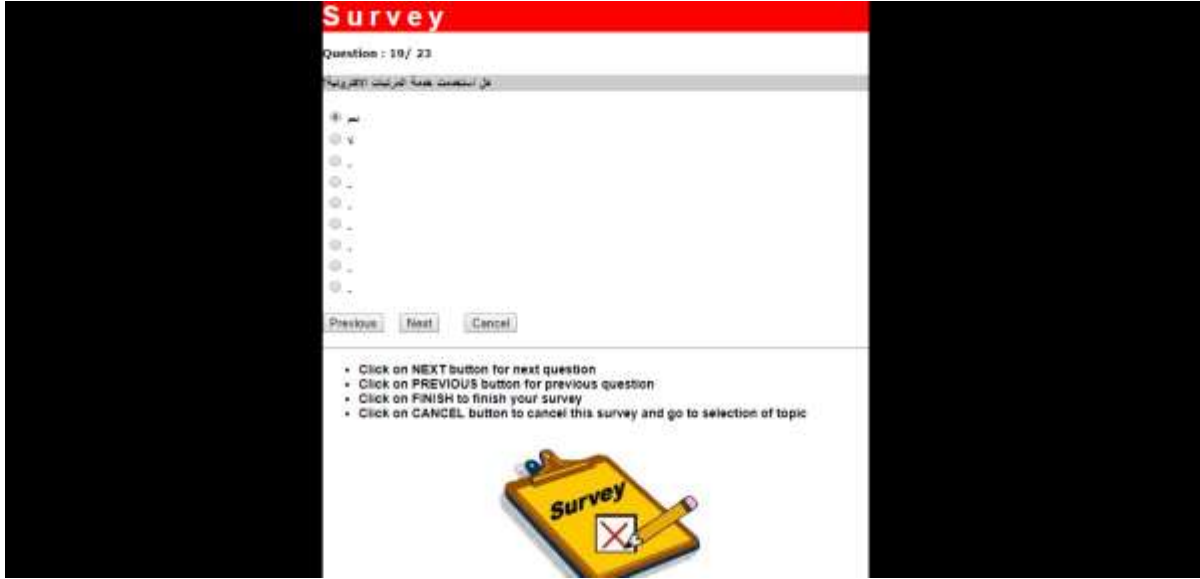 Survey
Question : 19/ 23
هل استخدمت خدمة المرتبات الالكترونية؟
نعم
لا
.
.
.
.
.
.
.
Previous Next Cancel
Click on NEXT button for next question
Click on PREVIOUS button for previous question
Click on FINISH to finish your survey
Click on CANCEL button to cancel this survey and go to selection of topic
Survey